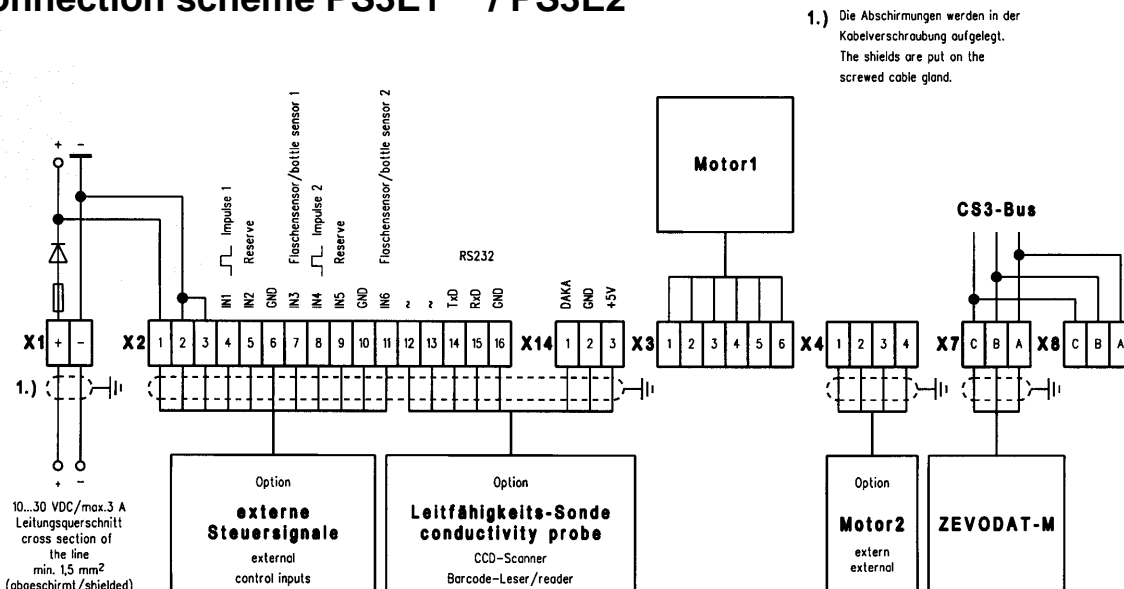 onnection scheme PS3E1 / PS3E2
1.) Die Abschirmungen werden in der
Kabelverschraubung aufgelegt.
The shields are put on the
screwed cable gland.
+ -
Impulse 1
Reserve
Flaschensensor/bottle sensor 1
Impulse 2
Reserve
Flaschensensor/bottle sensor 2
RS232
IN1
IN2
GND
IN3
IN4
IN5
GND
IN6
~
~
TxD
RxD
GND
DAKA
GND
+5V
Motor1
CS3-Bus
X1 + -
X2 1 2 3 4 5 6 7 8 9 10 11 12 13 14 15 16
X14 1 2 3
X3 1 2 3 4 5 6
X4 1 2 3 4
X7 C B A
X8 C B A
1.)
+ -
10...30 VDC/max.3 A
Leitungsquerschnitt
cross section of
the line
min. 1,5 mm²
(abgeschirmt/shielded)
Option
externe
Steuersignale
external
control inputs
Option
Leitfähigkeits-Sonde
conductivity probe
CCD-Scanner
Barcode-Leser/reader
Option
Motor2
extern
external
ZEVODAT-M